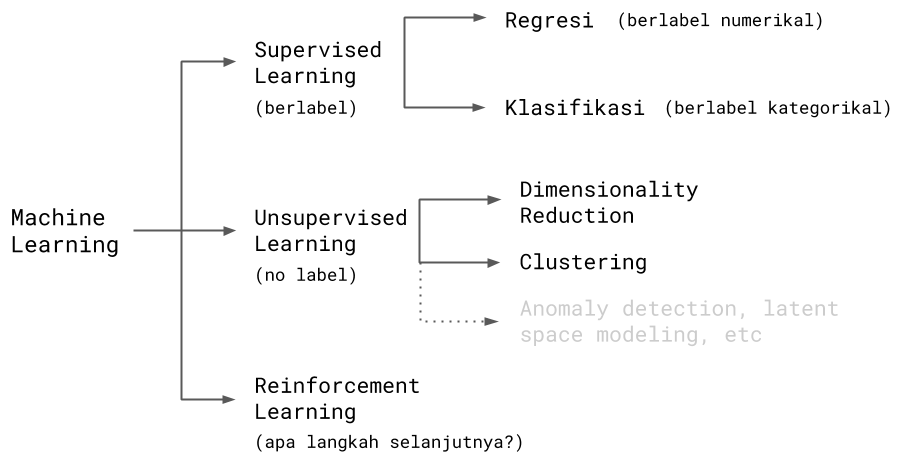 Machine
Learning
Supervised
Learning
(berlabel)
Regresi (berlabel numerikal)
Klasifikasi (berlabel kategorikal)
Unsupervised
Learning
(no label)
Dimensionality
Reduction
Clustering
Anomaly detection, latent
space modeling, etc
Reinforcement
Learning
(apa langkah selanjutnya?)